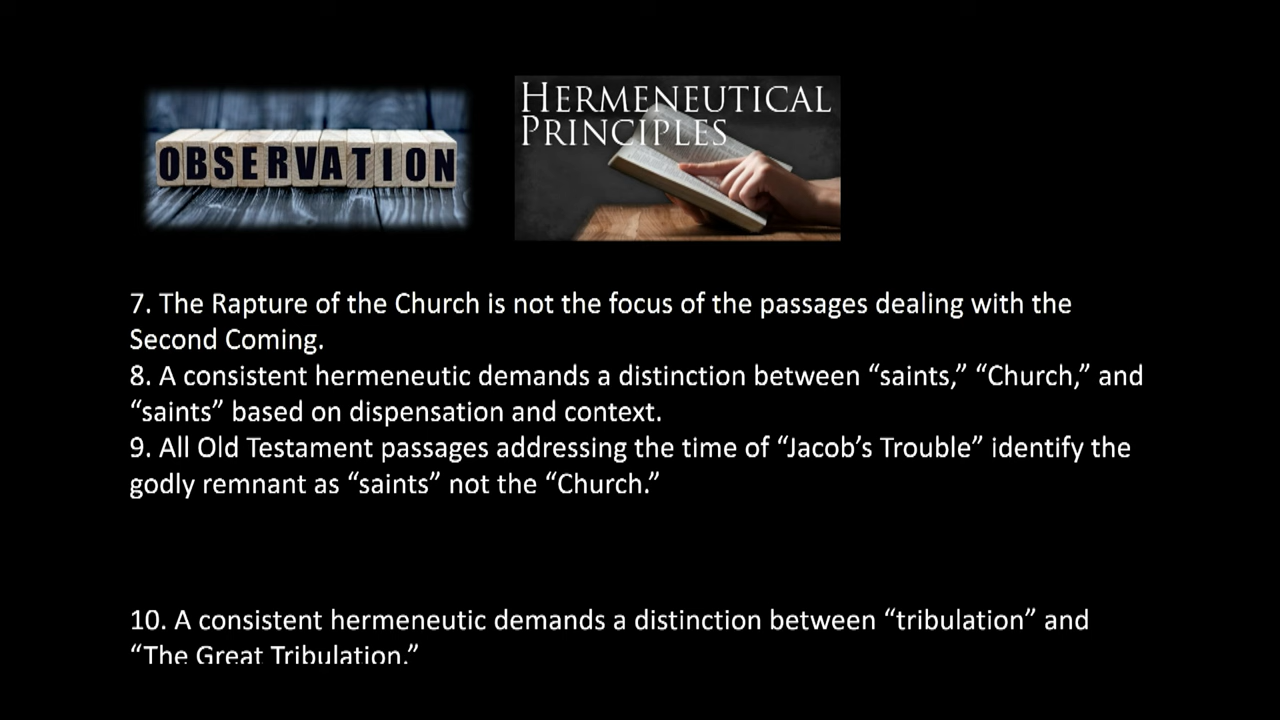 OBSERVATION
HERMENEUTICAL
PRINCIPLES
7. The Rapture of the Church is not the focus of the passages dealing with the
Second Coming.
8. A consistent hermeneutic demands a distinction between “saints,” “Church,” and
“saints” based on dispensation and context.
9. All Old Testament passages addressing the time of “Jacob’s Trouble” identify the
godly remnant as “saints” not the “Church.”
10. A consistent hermeneutic demands a distinction between “tribulation” and
“The Great Tribulation.”